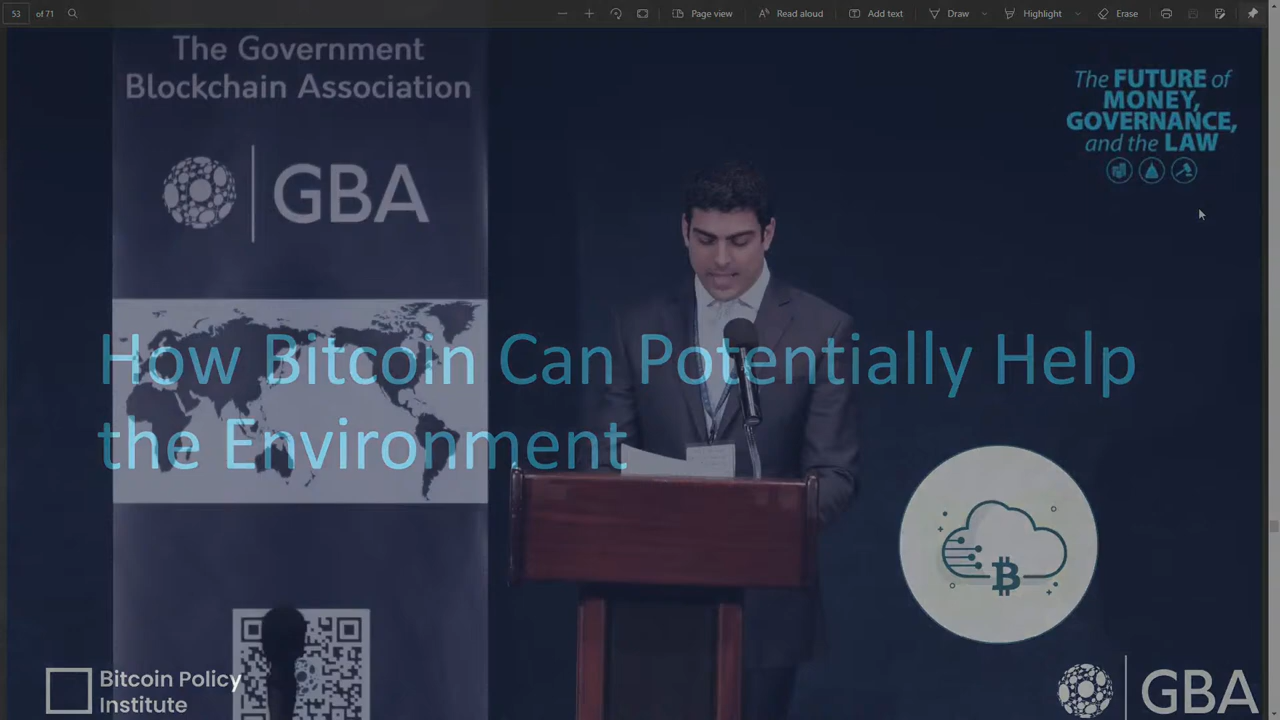 53 of 71
Page view
Read aloud
Add text
Draw
Highlight
Erase
The Government
Blockchain Association
GBA
The FUTURE of
MONEY,
GOVERNANCE,
and the LAW
How Bitcoin Can Potentially Help
the Environment
Bitcoin Policy
Institute
GBA